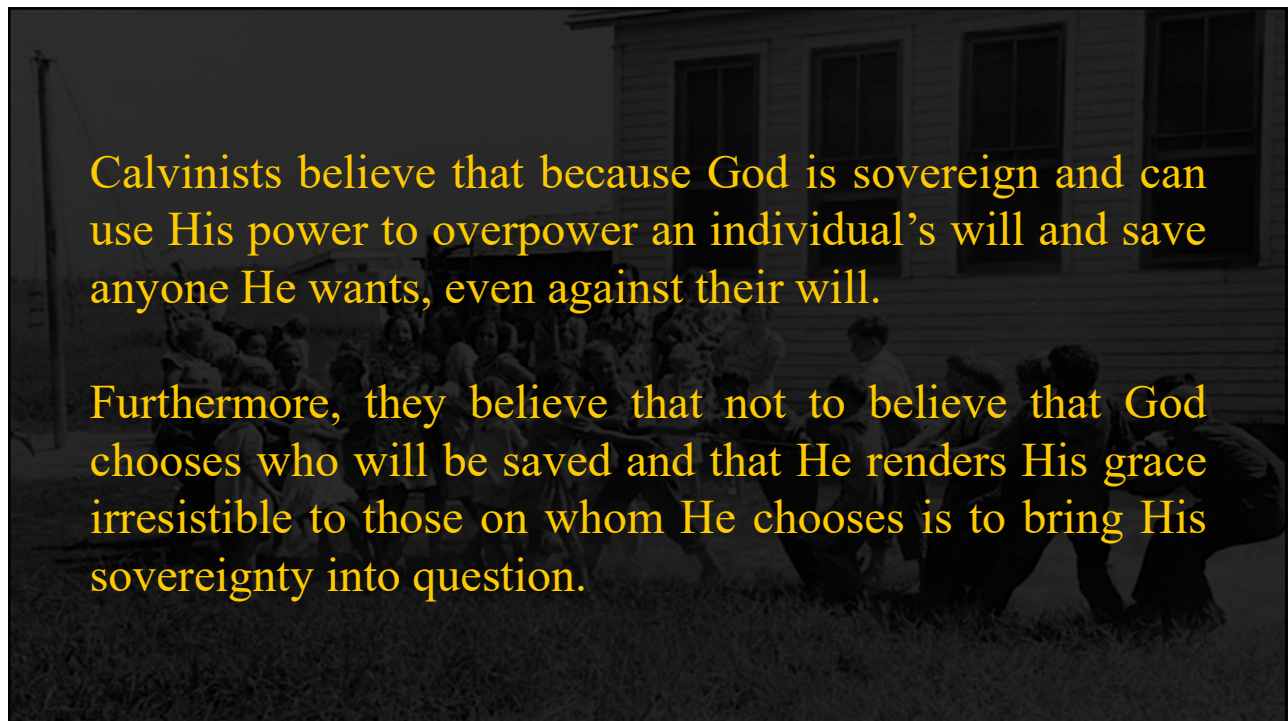 Calvinists believe that because God is sovereign and can
use His power to overpower an individual’s will and save
anyone He wants, even against their will.
Furthermore, they believe that not to believe that God
chooses who will be saved and that He renders His grace
irresistible to those on whom He chooses is to bring His
sovereignty into question.